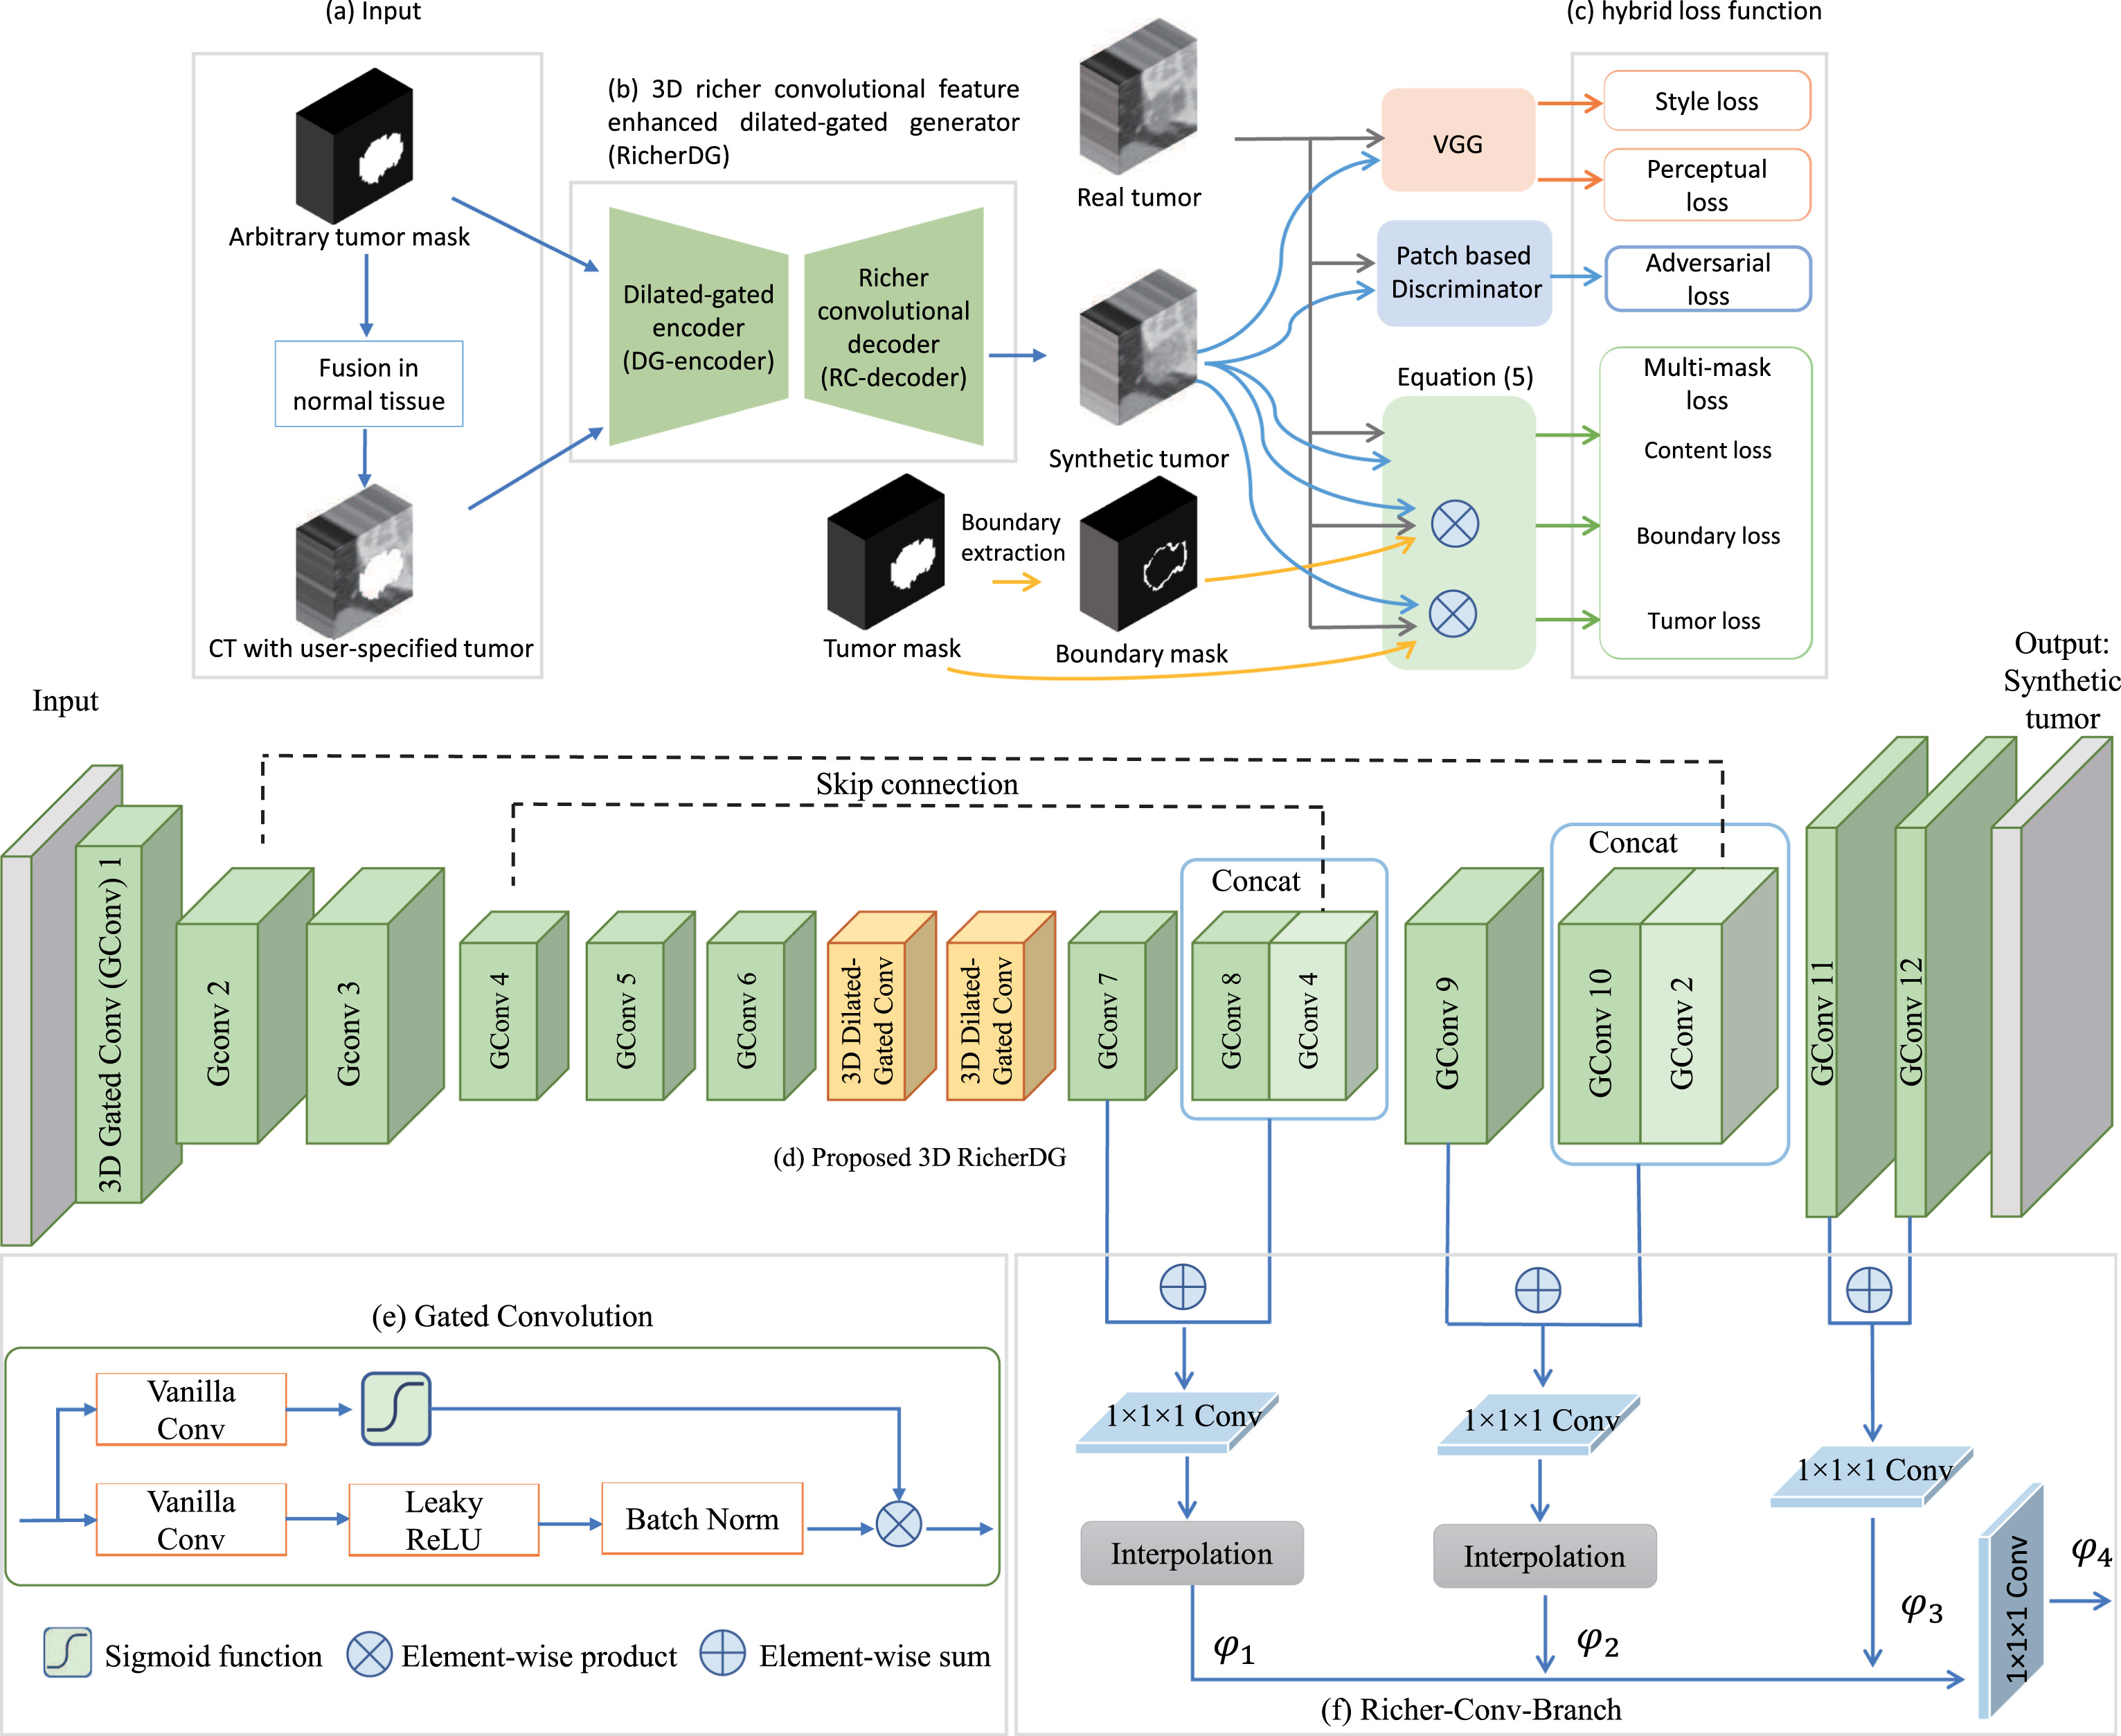 (a) Input
(c) hybrid loss function
(b) 3D richer convolutional feature
enhanced dilated-gated generator
(RicherDG)
Arbitrary tumor mask
Fusion in
normal tissue
CT with user-specified tumor
Dilated-gated
encoder
(DG-encoder)
Richer
convolutional
decoder
(RC-decoder)
Real tumor
Synthetic tumor
Boundary
extraction
Tumor mask
Boundary mask
VGG
Patch based
Discriminator
Equation (5)
Style loss
Perceptual
loss
Adversarial
loss
Multi-mask
loss
Content loss
Boundary loss
Tumor loss
Input
Output:
Synthetic
tumor
Skip connection
Concat
Concat
3D Gated Conv (GConv) 1
Gconv 2
Gconv 3
GConv 4
GConv 5
GConv 6
3D Dilated-
Gated Conv
3D Dilated-
Gated Conv
GConv 7
GConv 8
GConv 4
GConv 9
GConv 10
GConv 2
GConv 11
GConv 12
(d) Proposed 3D RicherDG
(e) Gated Convolution
Vanilla
Conv
Vanilla
Conv
Leaky
ReLU
Batch Norm
Sigmoid function
Element-wise product
Element-wise sum
1×1×1 Conv
1×1×1 Conv
1×1×1 Conv
Interpolation
Interpolation
φ1
φ2
φ3
1×1×1 Conv
φ4
(f) Richer-Conv-Branch